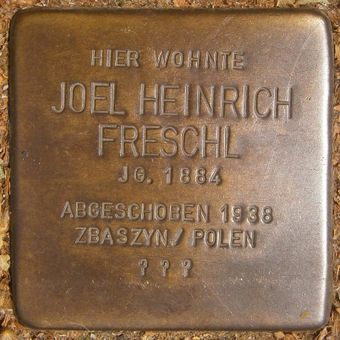 HIER WOHNTE
JOEL HEINRICH
FRESCHL
JG. 1884
ABGESCHOBEN 1938
ZBASZYN / POLEN
? ? ?